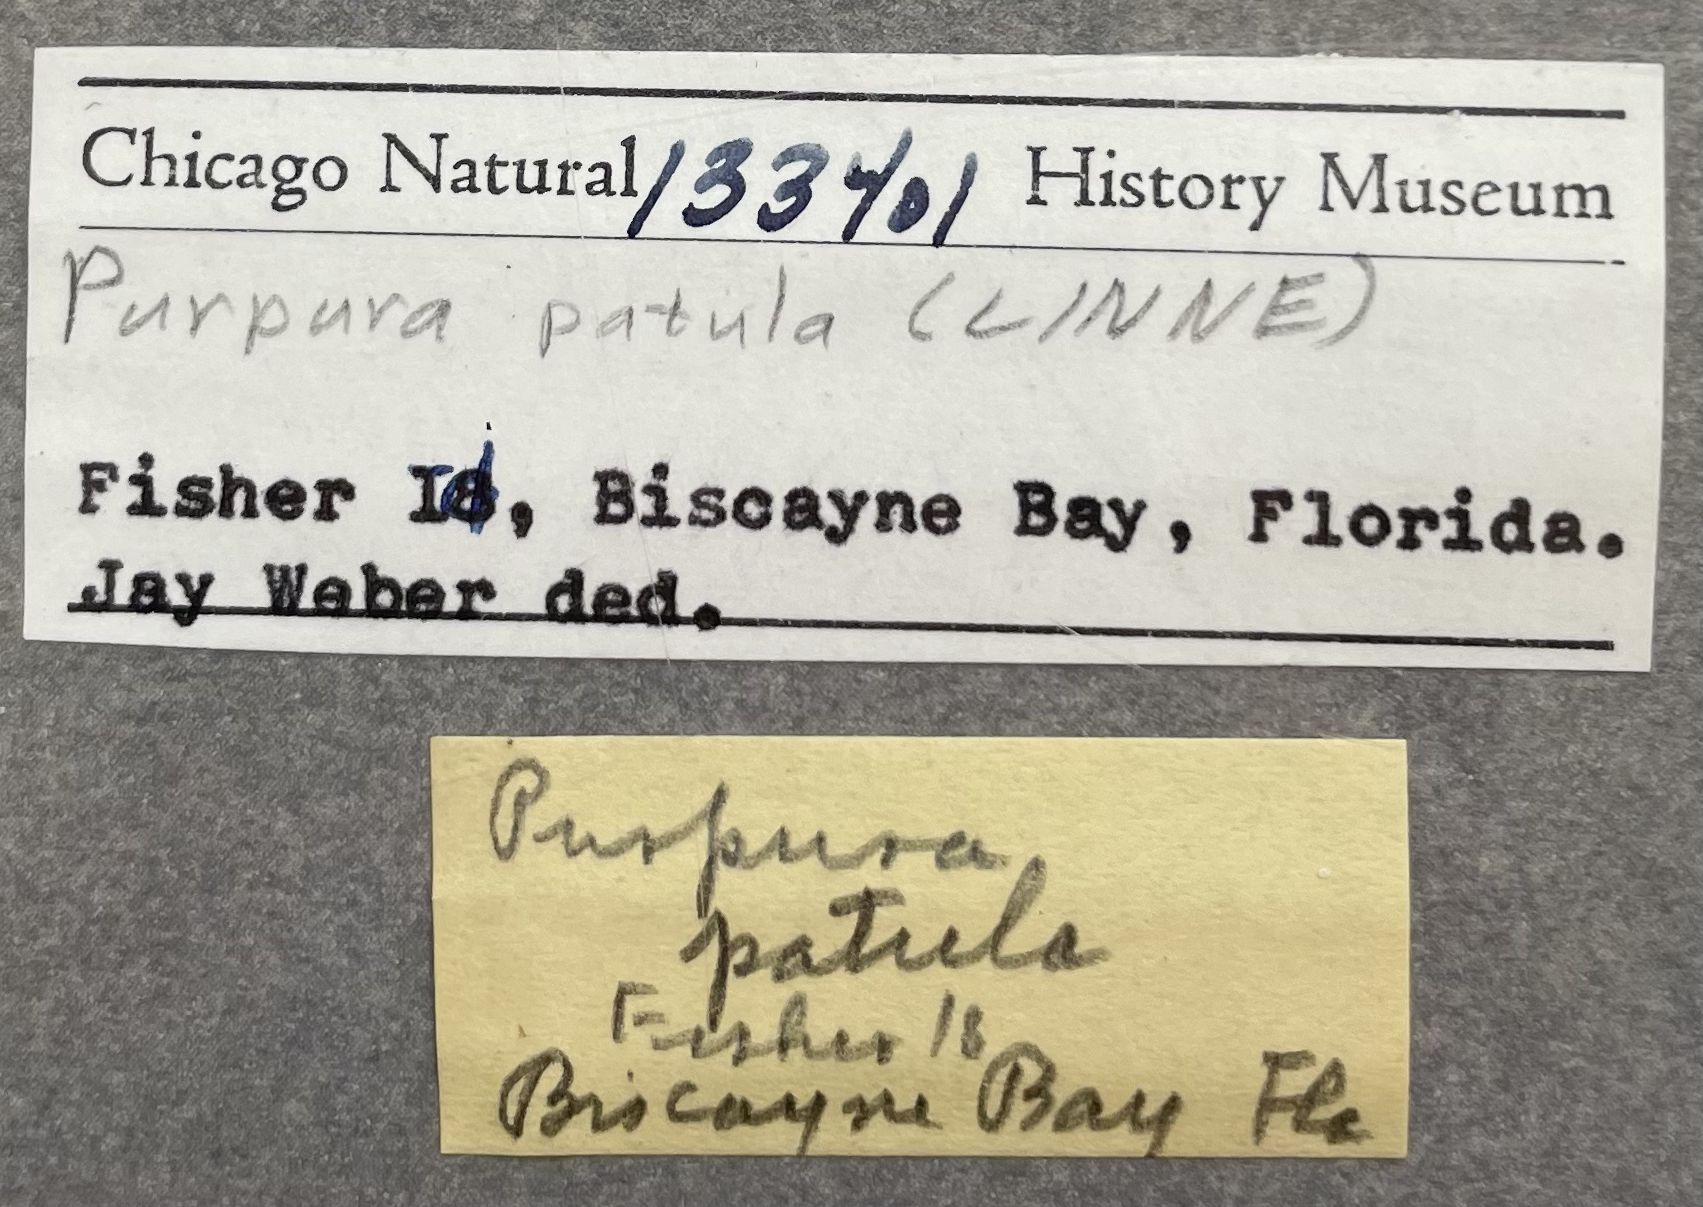 Chicago Natural 133401 History Museum
Purpura patula (LINNE)
Fisher Id, Biscayne Bay, Florida.
Jay Weber ded.
Purpura
patula
Fisher Is
Biscayne Bay Fla